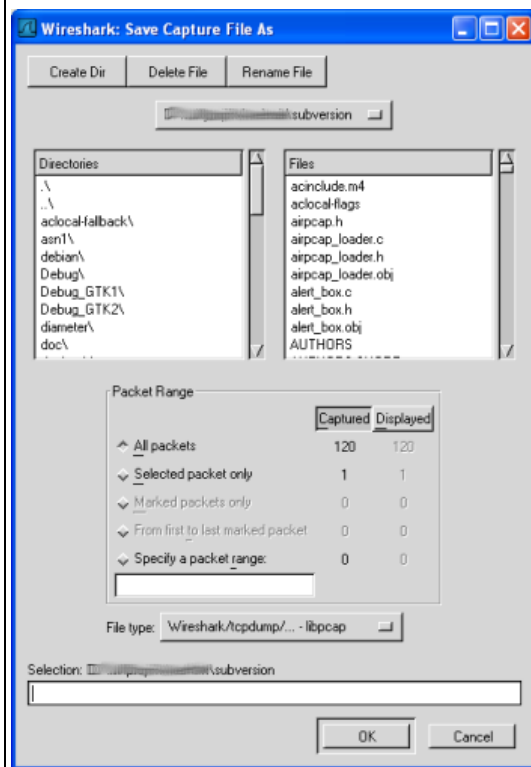 Wireshark: Save Capture File As
Create Dir Delete File Rename File
\subversion
Directories
.\
..\
aclocal-fallback\
asn1\
debian\
Debug\
Debug_GTK1\
Debug_GTK2\
diameter\
doc\
Files
acinclude.m4
aclocal-flags
airpcap.h
airpcap_loader.c
airpcap_loader.h
airpcap_loader.obj
alert_box.c
alert_box.h
alert_box.obj
AUTHORS
Packet Range
Captured Displayed
All packets 120 120
Selected packet only 1 1
Marked packets only 0 0
From first to last marked packet 0 0
Specify a packet range: 0 0
File type: Wireshark/tcpdump/... - libpcap
Selection: \subversion
OK Cancel